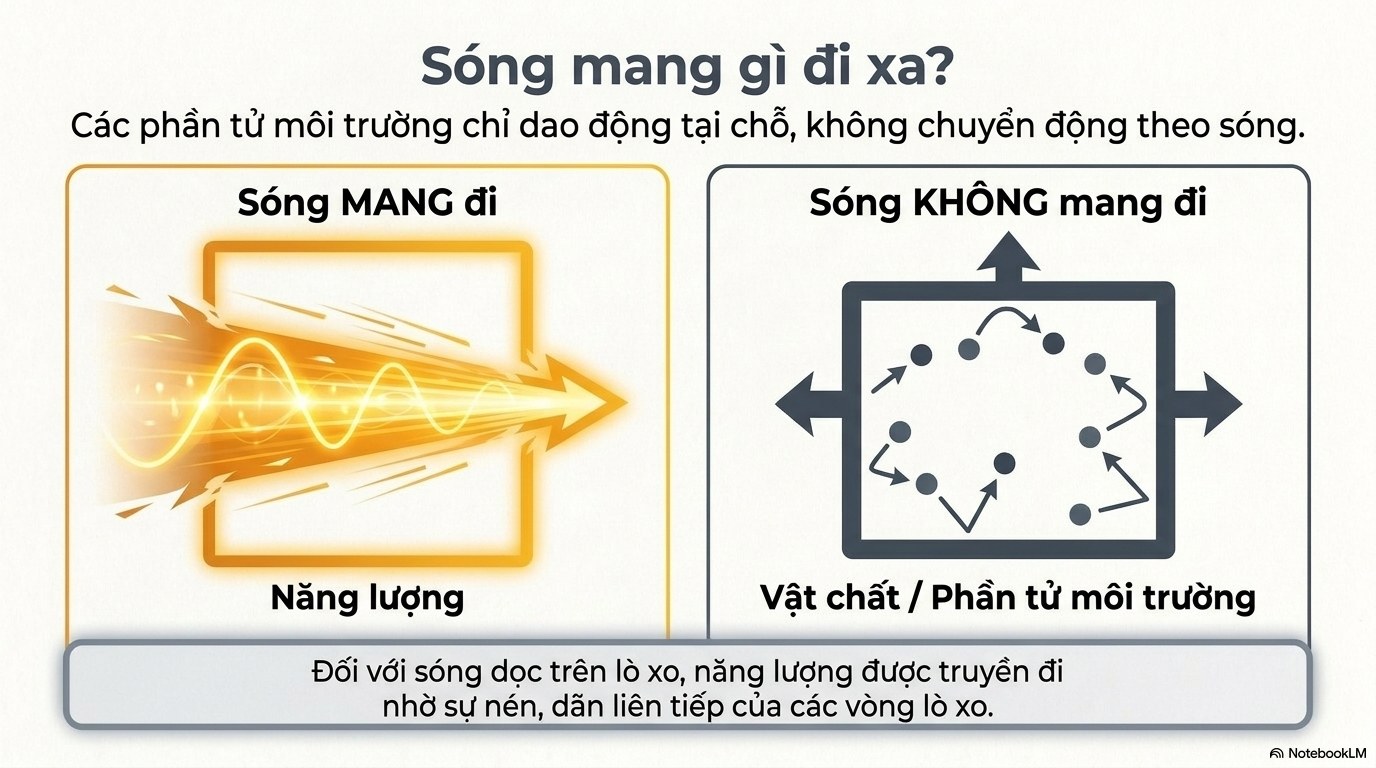 Sóng mang gì đi xa?
Các phần tử môi trường chỉ dao động tại chỗ, không chuyển động theo sóng.
Sóng MANG đi
Năng lượng
Sóng KHÔNG mang đi
Vật chất / Phần tử môi trường
Đối với sóng dọc trên lò xo, năng lượng được truyền đi
nhờ sự nén, dãn liên tiếp của các vòng lò xo.
NotebookLM